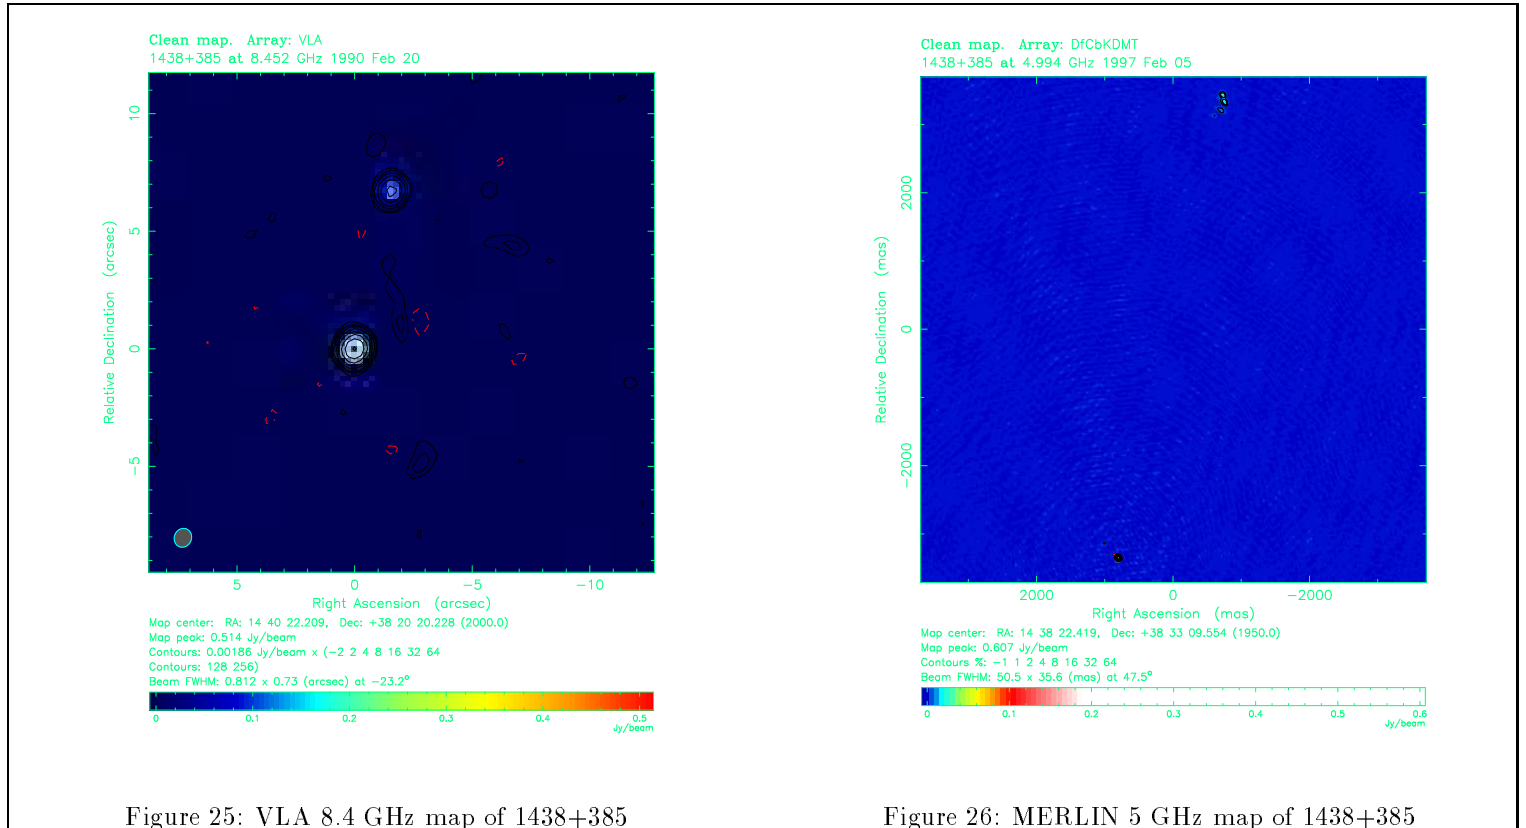 Clean map. Array: VLA
1438+385 at 8.452 GHz 1990 Feb 20
Relative Declination (arcsec)
10
5
0
−5
5
0
−5
−10
Right Ascension (arcsec)
Map center: RA: 14 40 22.209, Dec: +38 20 20.228 (2000.0)
Map peak: 0.514 Jy/beam
Contours: 0.00186 Jy/beam x (−2 2 4 8 16 32 64
Contours: 128 256)
Beam FWHM: 0.812 x 0.73 (arcsec) at −23.2°
0
0.1
0.2
0.3
0.4
0.5
Jy/beam
Figure 25: VLA 8.4 GHz map of 1438+385
Clean map. Array: DfCbKDMT
1438+385 at 4.994 GHz 1997 Feb 05
Relative Declination (mas)
2000
0
−2000
2000
0
−2000
Right Ascension (mas)
Map center: RA: 14 38 22.419, Dec: +38 33 09.554 (1950.0)
Map peak: 0.607 Jy/beam
Contours %: −1 1 2 4 8 16 32 64
Beam FWHM: 50.5 x 35.6 (mas) at 47.5°
0
0.1
0.2
0.3
0.4
0.5
0.6
Jy/beam
Figure 26: MERLIN 5 GHz map of 1438+385